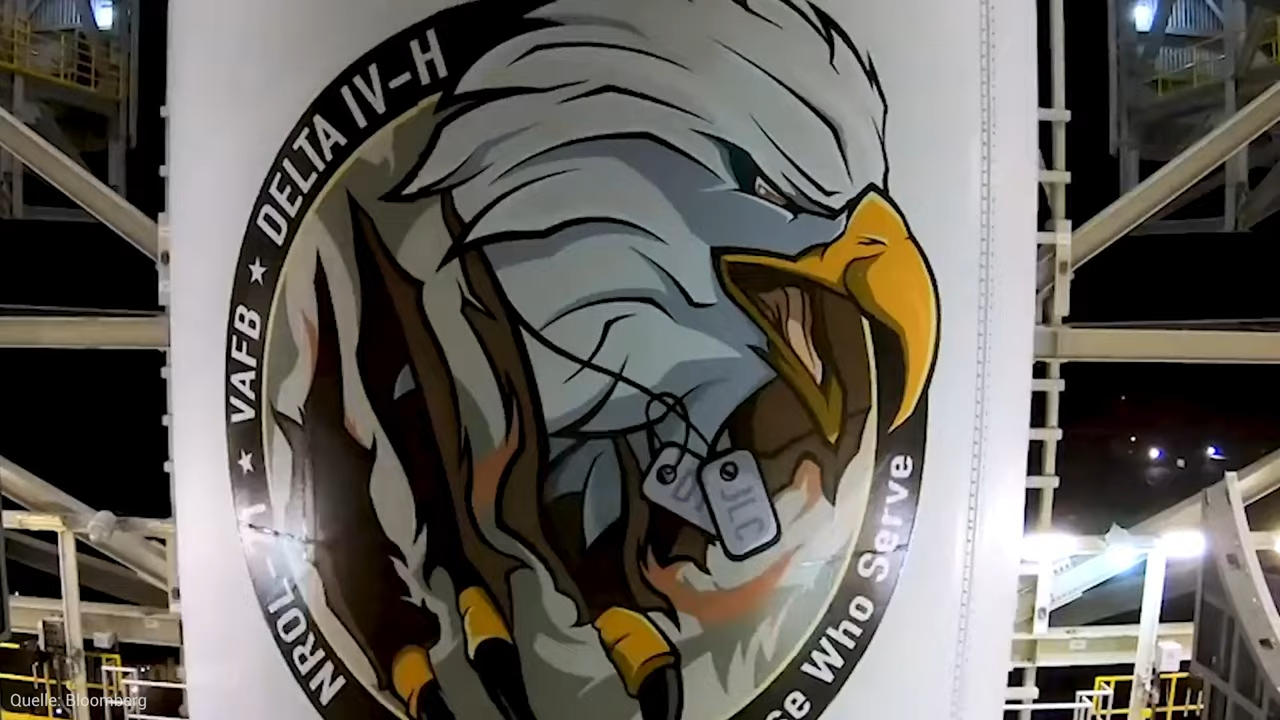 NROL- ★ VAFB ★ DELTA IV-H
JLC
Who Serve
Quelle: Bloomberg